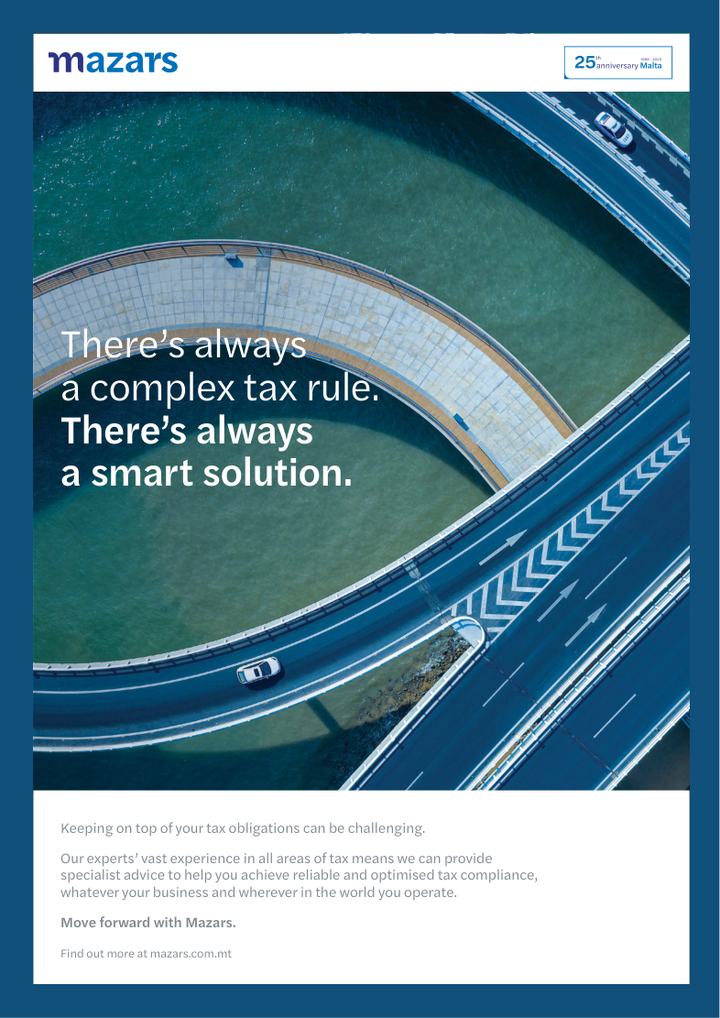 mazars
25th anniversary Malta
There’s always
a complex tax rule.
There’s always
a smart solution.
Keeping on top of your tax obligations can be challenging.
Our experts’ vast experience in all areas of tax means we can provide
specialist advice to help you achieve reliable and optimised tax compliance,
whatever your business and wherever in the world you operate.
Move forward with Mazars.
Find out more at mazars.com.mt